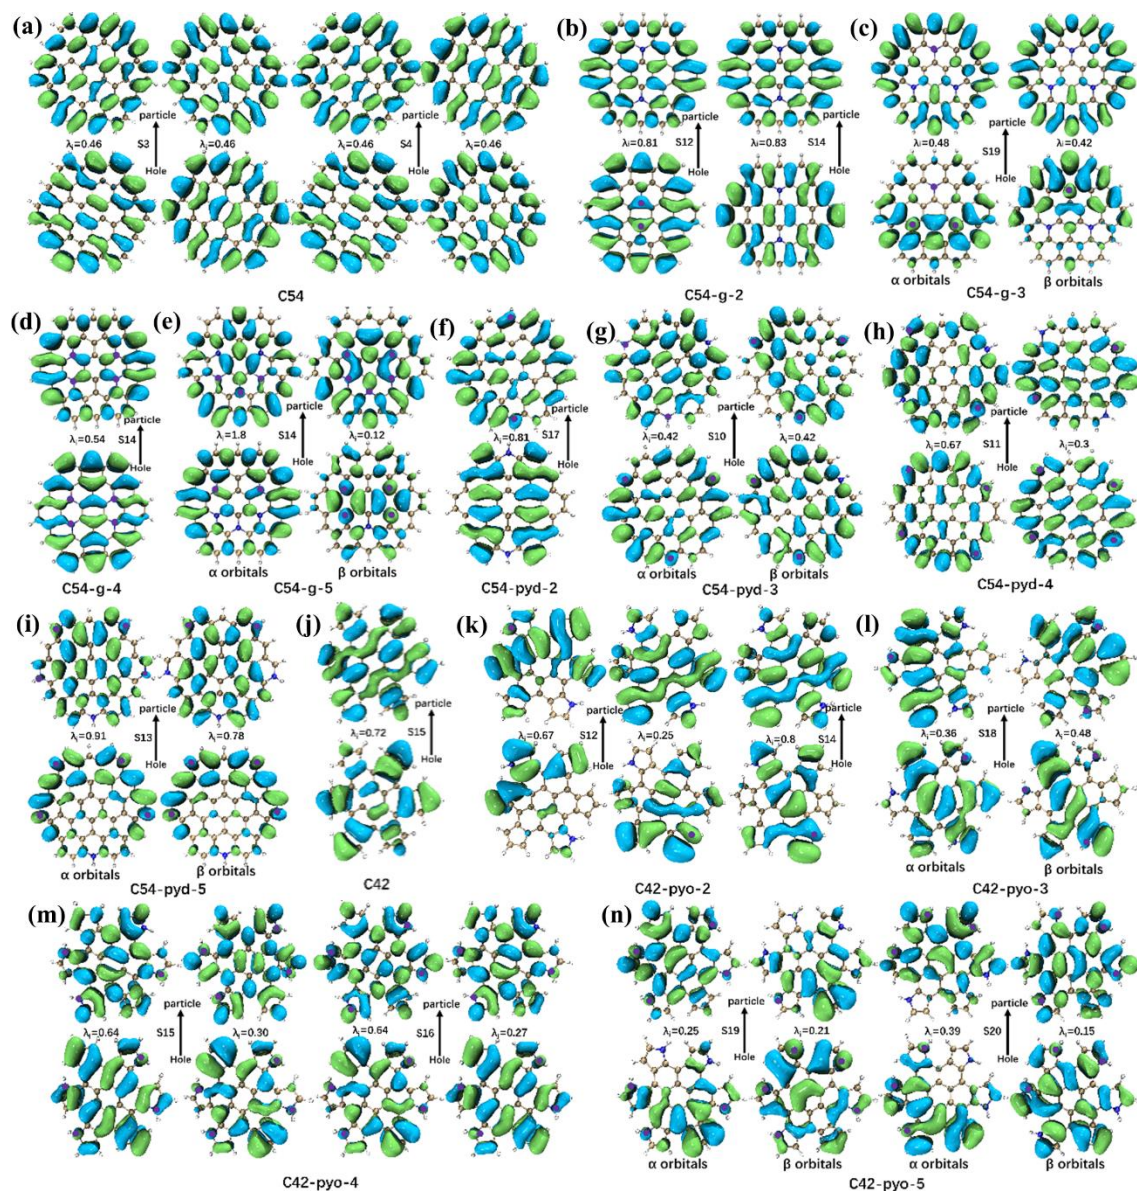 (a)
particle
λᵢ=0.46 S3 λᵢ=0.46
Hole
particle
λᵢ=0.46 S4 λᵢ=0.46
Hole
C54
(b)
particle
λᵢ=0.81 S12
Hole
particle
λᵢ=0.83 S14
Hole
C54-g-2
(c)
particle
λᵢ=0.48 S19 λᵢ=0.42
Hole
α orbitals β orbitals
C54-g-3
(d)
particle
λᵢ=0.54 S14
Hole
C54-g-4
(e)
particle
λᵢ=1.8 S14 λᵢ=0.12
Hole
α orbitals β orbitals
C54-g-5
(f)
particle
λᵢ=0.81 S17
Hole
C54-pyd-2
(g)
particle
λᵢ=0.42 S10 λᵢ=0.42
Hole
α orbitals β orbitals
C54-pyd-3
(h)
particle
λᵢ=0.67 S11 λᵢ=0.3
Hole
C54-pyd-4
(i)
particle
λᵢ=0.91 S13 λᵢ=0.78
Hole
α orbitals β orbitals
C54-pyd-5
(j)
particle
λᵢ=0.72 S15
Hole
C42
(k)
particle
λᵢ=0.67 S12 λᵢ=0.25
Hole
particle
λᵢ=0.8 S14
Hole
C42-pyo-2
(l)
particle
λᵢ=0.36 S18 λᵢ=0.48
Hole
α orbitals β orbitals
C42-pyo-3
(m)
particle
λᵢ=0.64 S15 λᵢ=0.30
Hole
particle
λᵢ=0.64 S16 λᵢ=0.27
Hole
C42-pyo-4
(n)
particle
λᵢ=0.25 S19 λᵢ=0.21
Hole
particle
λᵢ=0.39 S20 λᵢ=0.15
Hole
α orbitals β orbitals α orbitals β orbitals
C42-pyo-5